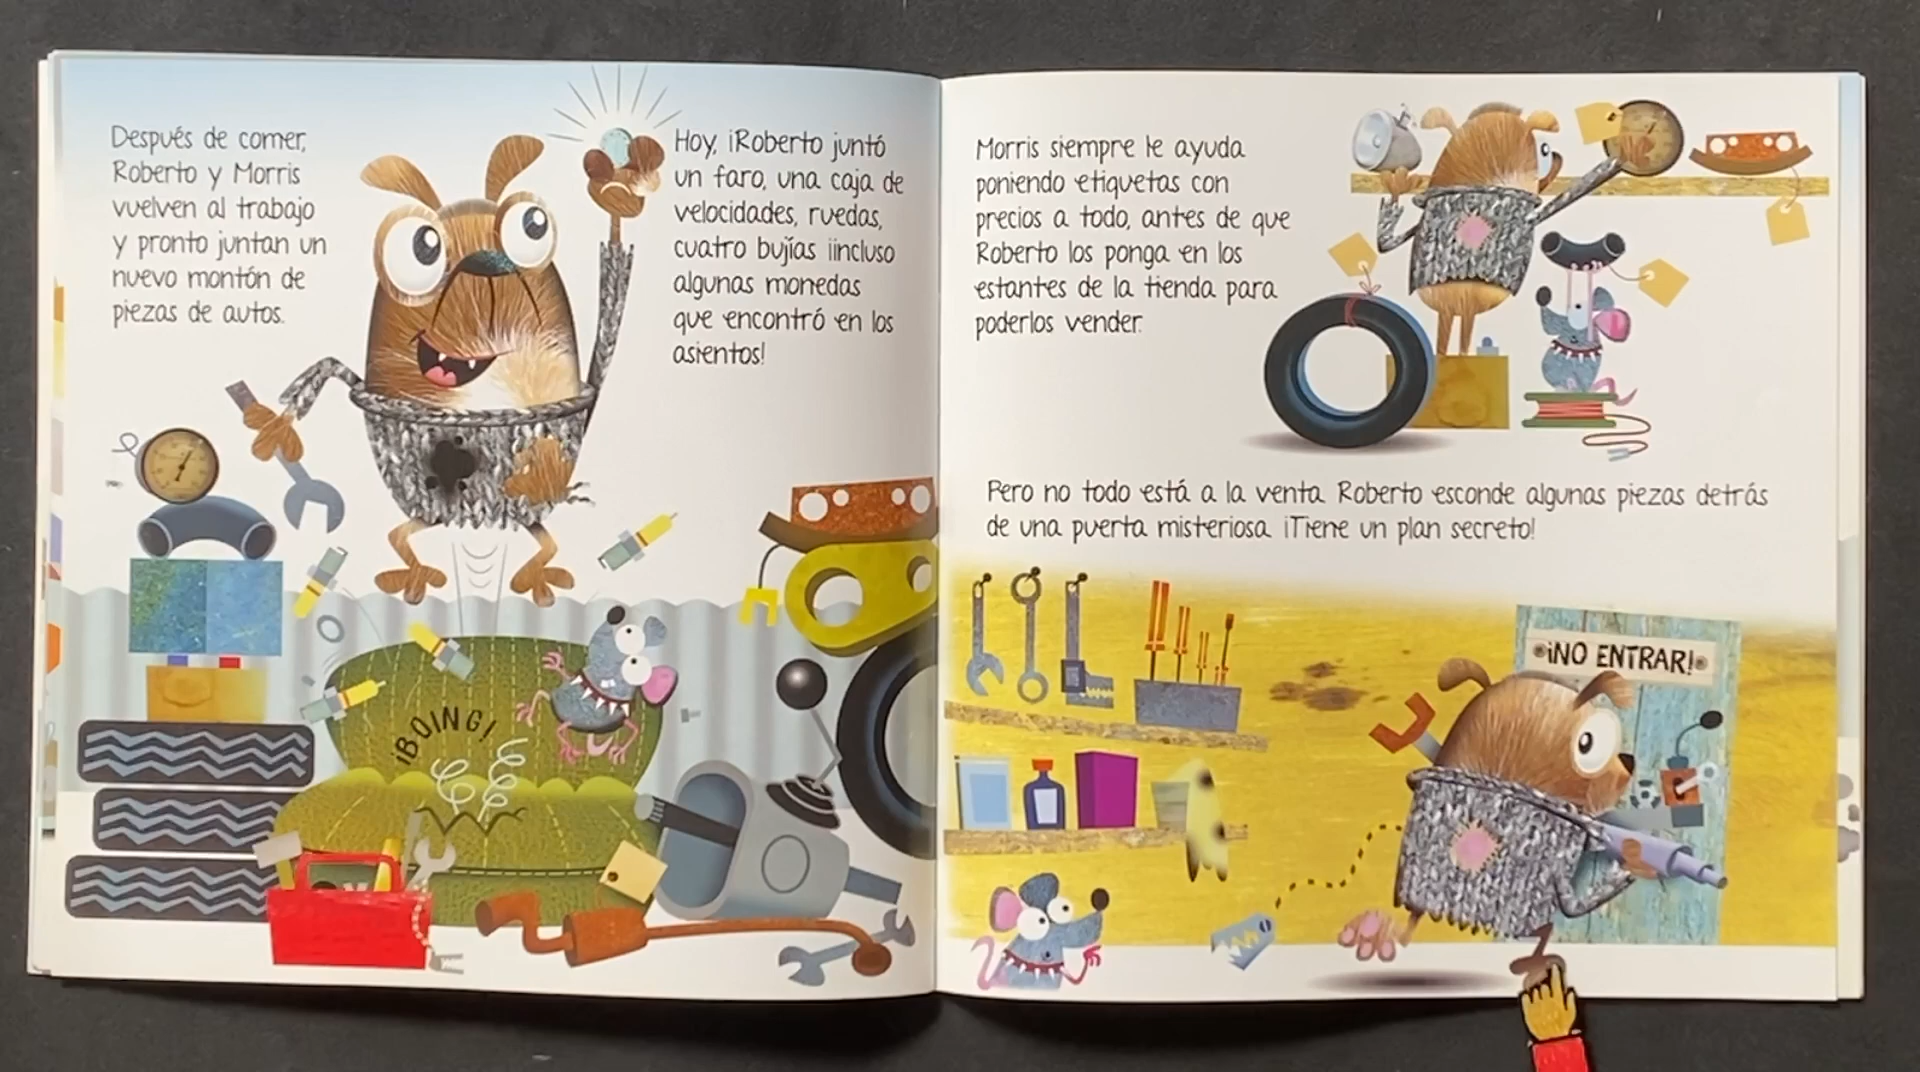 Después de comer,
Roberto y Morris
vuelven al trabajo
y pronto juntan un
nuevo montón de
piezas de autos.
Hoy, ¡Roberto juntó
un faro, una caja de
velocidades, ruedas,
cuatro bujías ¡incluso
algunas monedas
que encontró en los
asientos!
¡BOING!
Morris siempre le ayuda
poniendo etiquetas con
precios a todo, antes de que
Roberto los ponga en los
estantes de la tienda para
poderlos vender.
Pero no todo está a la venta. Roberto esconde algunas piezas detrás
de una puerta misteriosa. ¡Tiene un plan secreto!
¡NO ENTRAR!